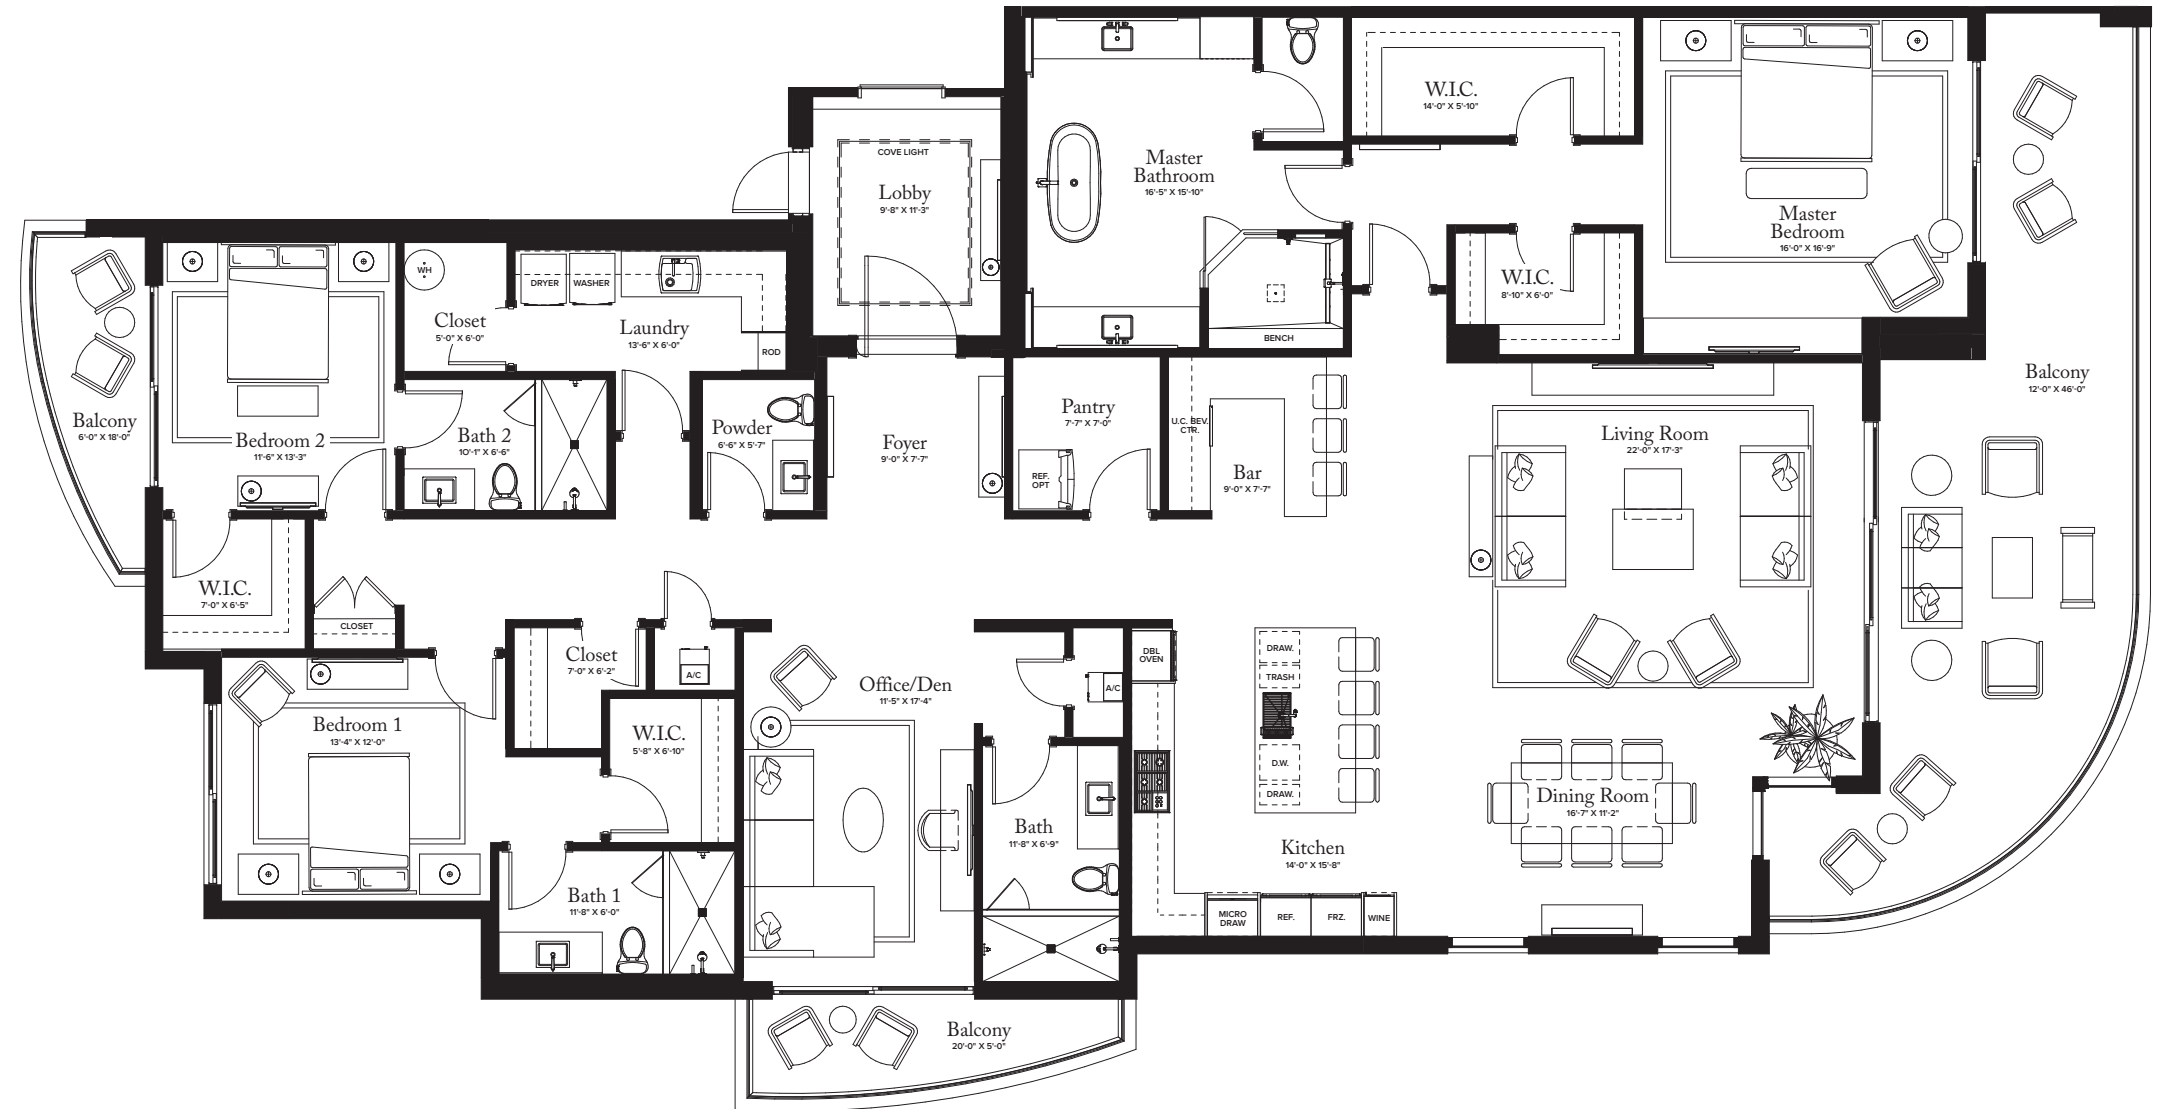 W.I.C.
14'-0" X 5'-10"
COVE LIGHT
Lobby
9'-8" X 11'-3"
Master
Bathroom
16'-5" X 15'-10"
Master
Bedroom
16'-0" X 16'-9"
WH
DRYER
WASHER
W.I.C.
8'-10" X 6'-0"
Closet
5'-0" X 6'-0"
Laundry
13'-6" X 6'-0"
ROD
BENCH
Balcony
12'-0" X 46'-0"
Balcony
6'-0" X 18'-0"
Bedroom 2
11'-6" X 13'-3"
Bath 2
10'-1" X 6'-6"
Powder
6'-6" X 5'-7"
Foyer
9'-0" X 7'-7"
Pantry
7'-7" X 7'-0"
REF.
OPT
U.C. BEV.
CTR.
Bar
9'-0" X 7'-7"
Living Room
22'-0" X 17'-3"
W.I.C.
7'-0" X 6'-5"
CLOSET
Closet
7'-0" X 6'-2"
A/C
Office/Den
11'-5" X 17'-4"
A/C
DBL
OVEN
DRAW.
TRASH
D.W.
DRAW.
Bedroom 1
13'-4" X 12'-0"
W.I.C.
5'-8" X 6'-10"
Bath
11'-8" X 6'-9"
Dining Room
16'-7" X 11'-2"
Kitchen
14'-0" X 15'-8"
Bath 1
11'-8" X 6'-0"
MICRO
DRAW
REF.
FRZ.
WINE
Balcony
20'-0" X 5'-0"